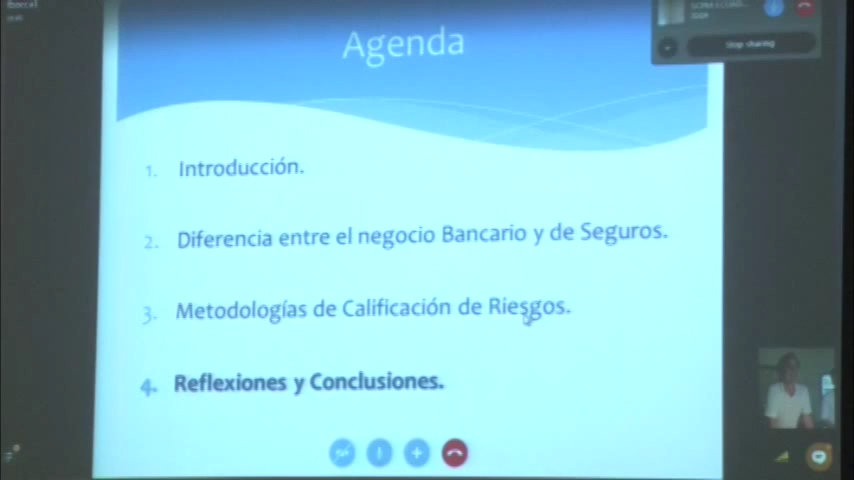 Agenda
Stop sharing
1. Introducción.
2. Diferencia entre el negocio Bancario y de Seguros.
3. Metodologías de Calificación de Riesgos.
4. Reflexiones y Conclusiones.